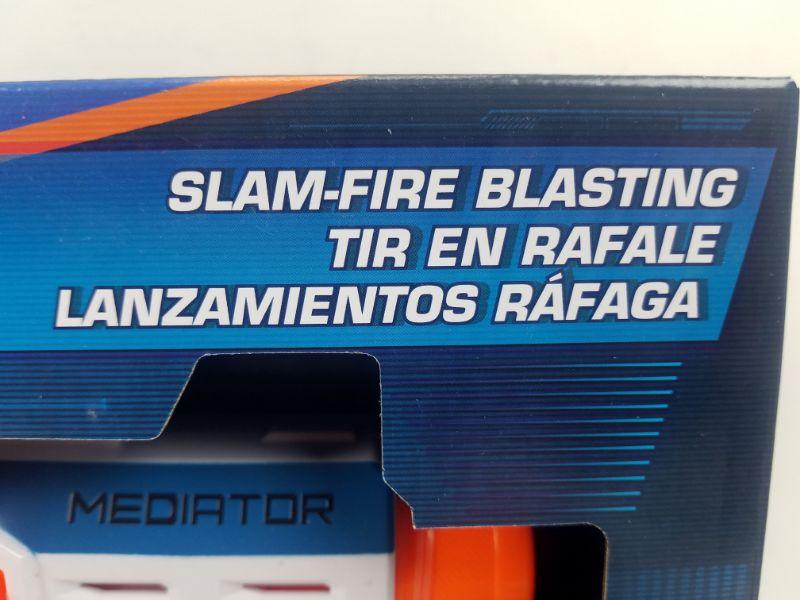 SLAM-FIRE BLASTING
TIR EN RAFALE
LANZAMIENTOS RÁFAGA
MEDIATOR